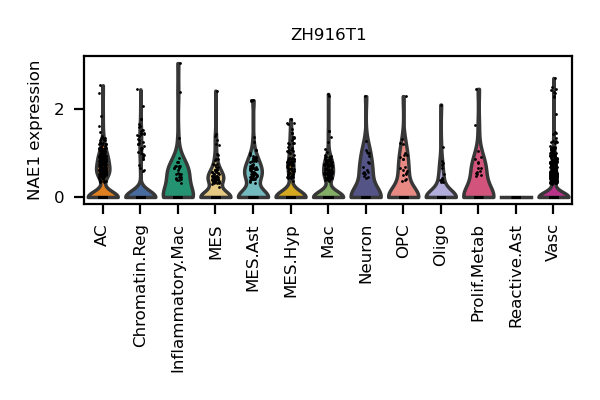 ZH916T1
NAE1 expression
2
0
AC
Chromatin.Reg
Inflammatory.Mac
MES
MES.Ast
MES.Hyp
Mac
Neuron
OPC
Oligo
Prolif.Metab
Reactive.Ast
Vasc